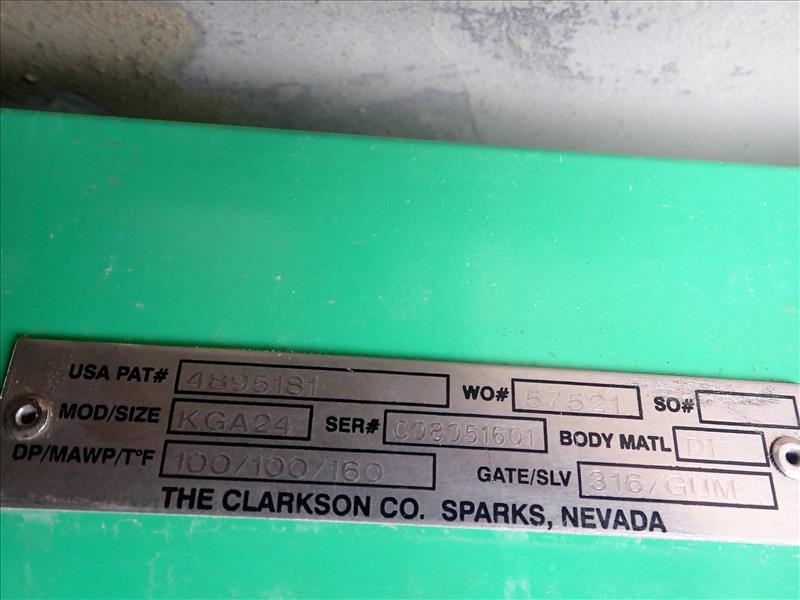 USA PAT# 4895181 WO# 57521 SO#
MOD/SIZE KGA24 SER# C08051601 BODY MATL DI
DP/MAWP/T°F 100/100/160 GATE/SLV 316/GUM
THE CLARKSON CO. SPARKS, NEVADA